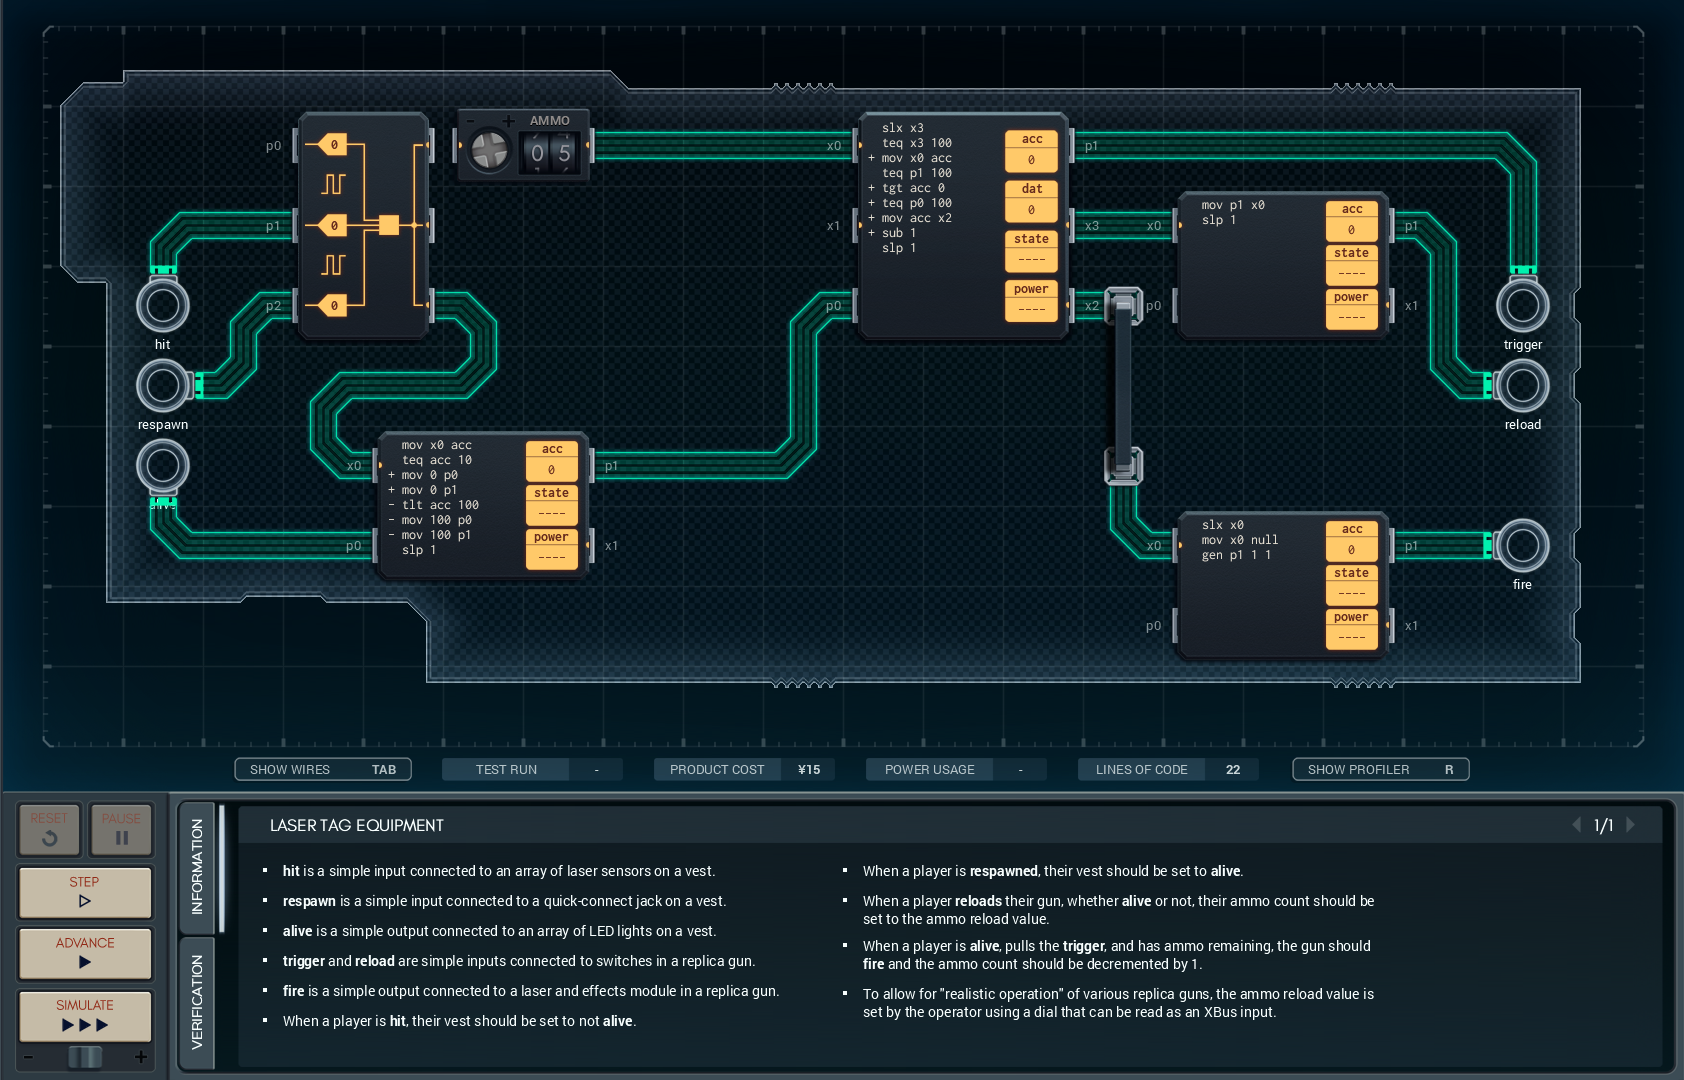 p0
p1
p2
0
0
0
- + AMMO
0 5
hit
respawn
alive
x0
p0
mov x0 acc
teq acc 10
+ mov 0 p0
+ mov 0 p1
- tlt acc 100
- mov 100 p0
- mov 100 p1
slp 1
acc
0
state
----
power
----
p1
x1
x0
x1
p0
slx x3
teq x3 100
+ mov x0 acc
teq p1 100
+ tgt acc 0
+ teq p0 100
+ mov acc x2
+ sub 1
slp 1
acc
0
dat
0
state
----
power
----
p1
x3
x2
x0
p0
mov p1 x0
slp 1
acc
0
state
----
power
----
p1
x1
trigger
reload
x0
p0
slx x0
mov x0 null
gen p1 1 1
acc
0
state
----
power
----
p1
x1
fire
SHOW WIRES TAB
TEST RUN -
PRODUCT COST ¥15
POWER USAGE -
LINES OF CODE 22
SHOW PROFILER R
RESET
PAUSE
STEP
ADVANCE
SIMULATE
- +
INFORMATION
VERIFICATION
LASER TAG EQUIPMENT
1/1
▪ hit is a simple input connected to an array of laser sensors on a vest.
▪ respawn is a simple input connected to a quick-connect jack on a vest.
▪ alive is a simple output connected to an array of LED lights on a vest.
▪ trigger and reload are simple inputs connected to switches in a replica gun.
▪ fire is a simple output connected to a laser and effects module in a replica gun.
▪ When a player is hit, their vest should be set to not alive.
▪ When a player is respawned, their vest should be set to alive.
▪ When a player reloads their gun, whether alive or not, their ammo count should be
set to the ammo reload value.
▪ When a player is alive, pulls the trigger, and has ammo remaining, the gun should
fire and the ammo count should be decremented by 1.
▪ To allow for "realistic operation" of various replica guns, the ammo reload value is
set by the operator using a dial that can be read as an XBus input.